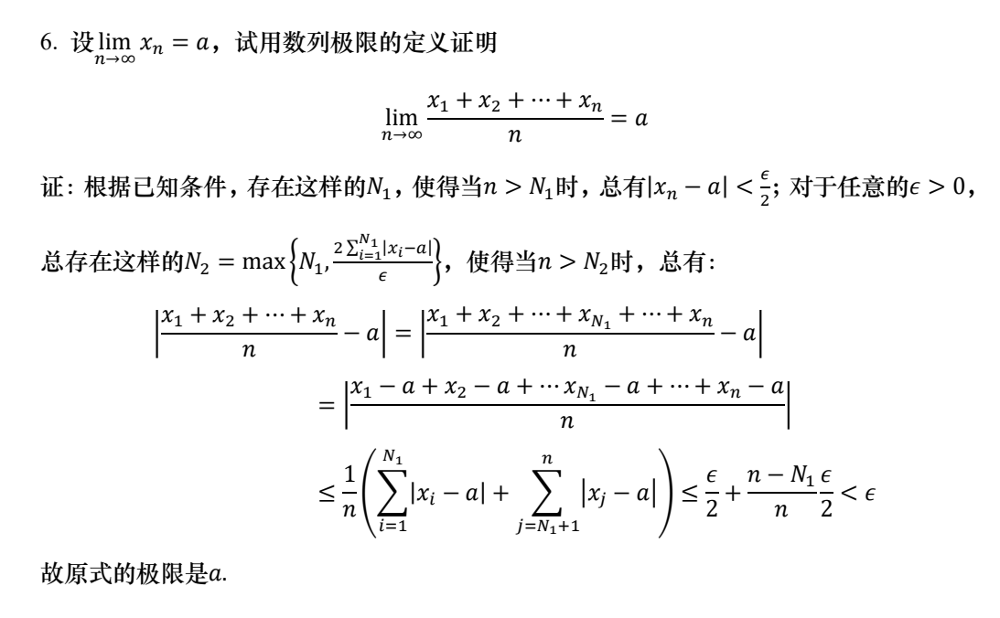 6. 设$\lim_{n\to\infty} x_n = a$，试用数列极限的定义证明
$$\lim_{n\to\infty} \frac{x_1 + x_2 + \cdots + x_n}{n} = a$$
证：根据已知条件，存在这样的$N_1$，使得当$n > N_1$时，总有$|x_n - a| < \frac{\epsilon}{2}$；对于任意的$\epsilon > 0$，
总存在这样的$N_2 = \max\left\{N_1, \frac{2\sum_{i=1}^{N_1}|x_i - a|}{\epsilon}\right\}$，使得当$n > N_2$时，总有：
$$\left|\frac{x_1 + x_2 + \cdots + x_n}{n} - a\right| = \left|\frac{x_1 + x_2 + \cdots + x_{N_1} + \cdots + x_n}{n} - a\right|$$
$$= \left|\frac{x_1 - a + x_2 - a + \cdots x_{N_1} - a + \cdots + x_n - a}{n}\right|$$
$$\leq \frac{1}{n}\left(\sum_{i=1}^{N_1}|x_i - a| + \sum_{j=N_1+1}^{n}|x_j - a|\right) \leq \frac{\epsilon}{2} + \frac{n - N_1}{n}\frac{\epsilon}{2} < \epsilon$$
故原式的极限是$a$.